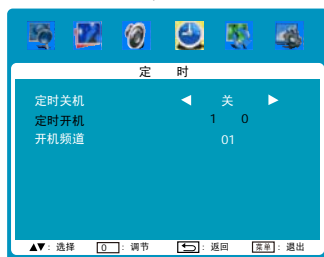 定 时
定时关机 ◀ 关 ▶
定时开机 1 0
开机频道 01
▲▼: 选择 0 : 调节 : 返回 菜单 : 退出